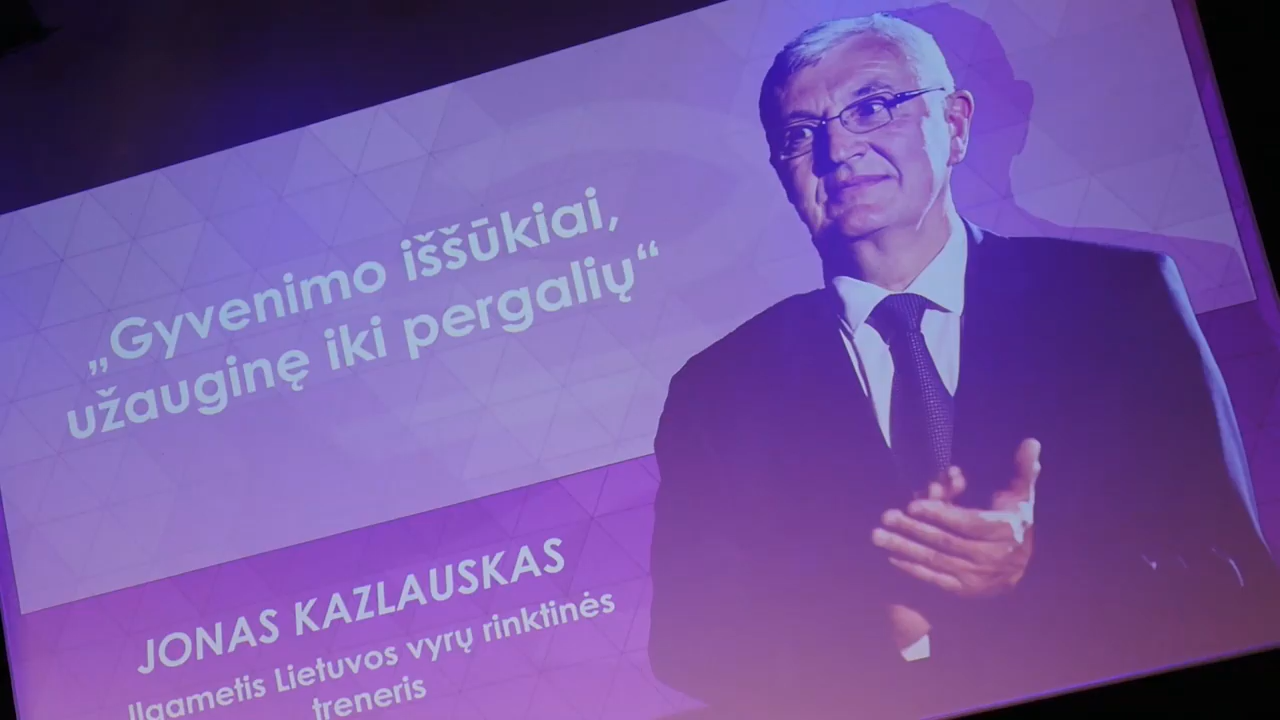 „Gyvenimo iššūkiai,
užauginę iki pergalių“
JONAS KAZLAUSKAS
Ilgametis Lietuvos vyrų rinktinės
treneris